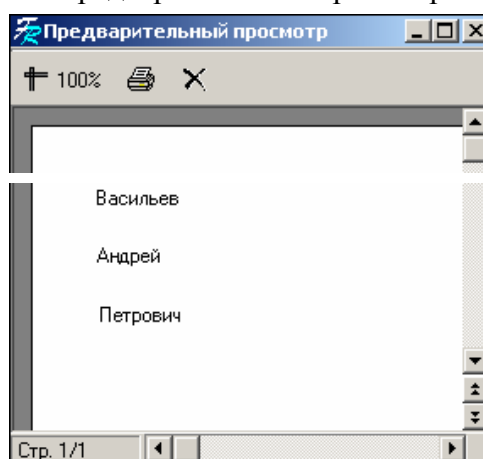 Предварительный просмотр
100%
Васильев
Андрей
Петрович
Стр. 1/1